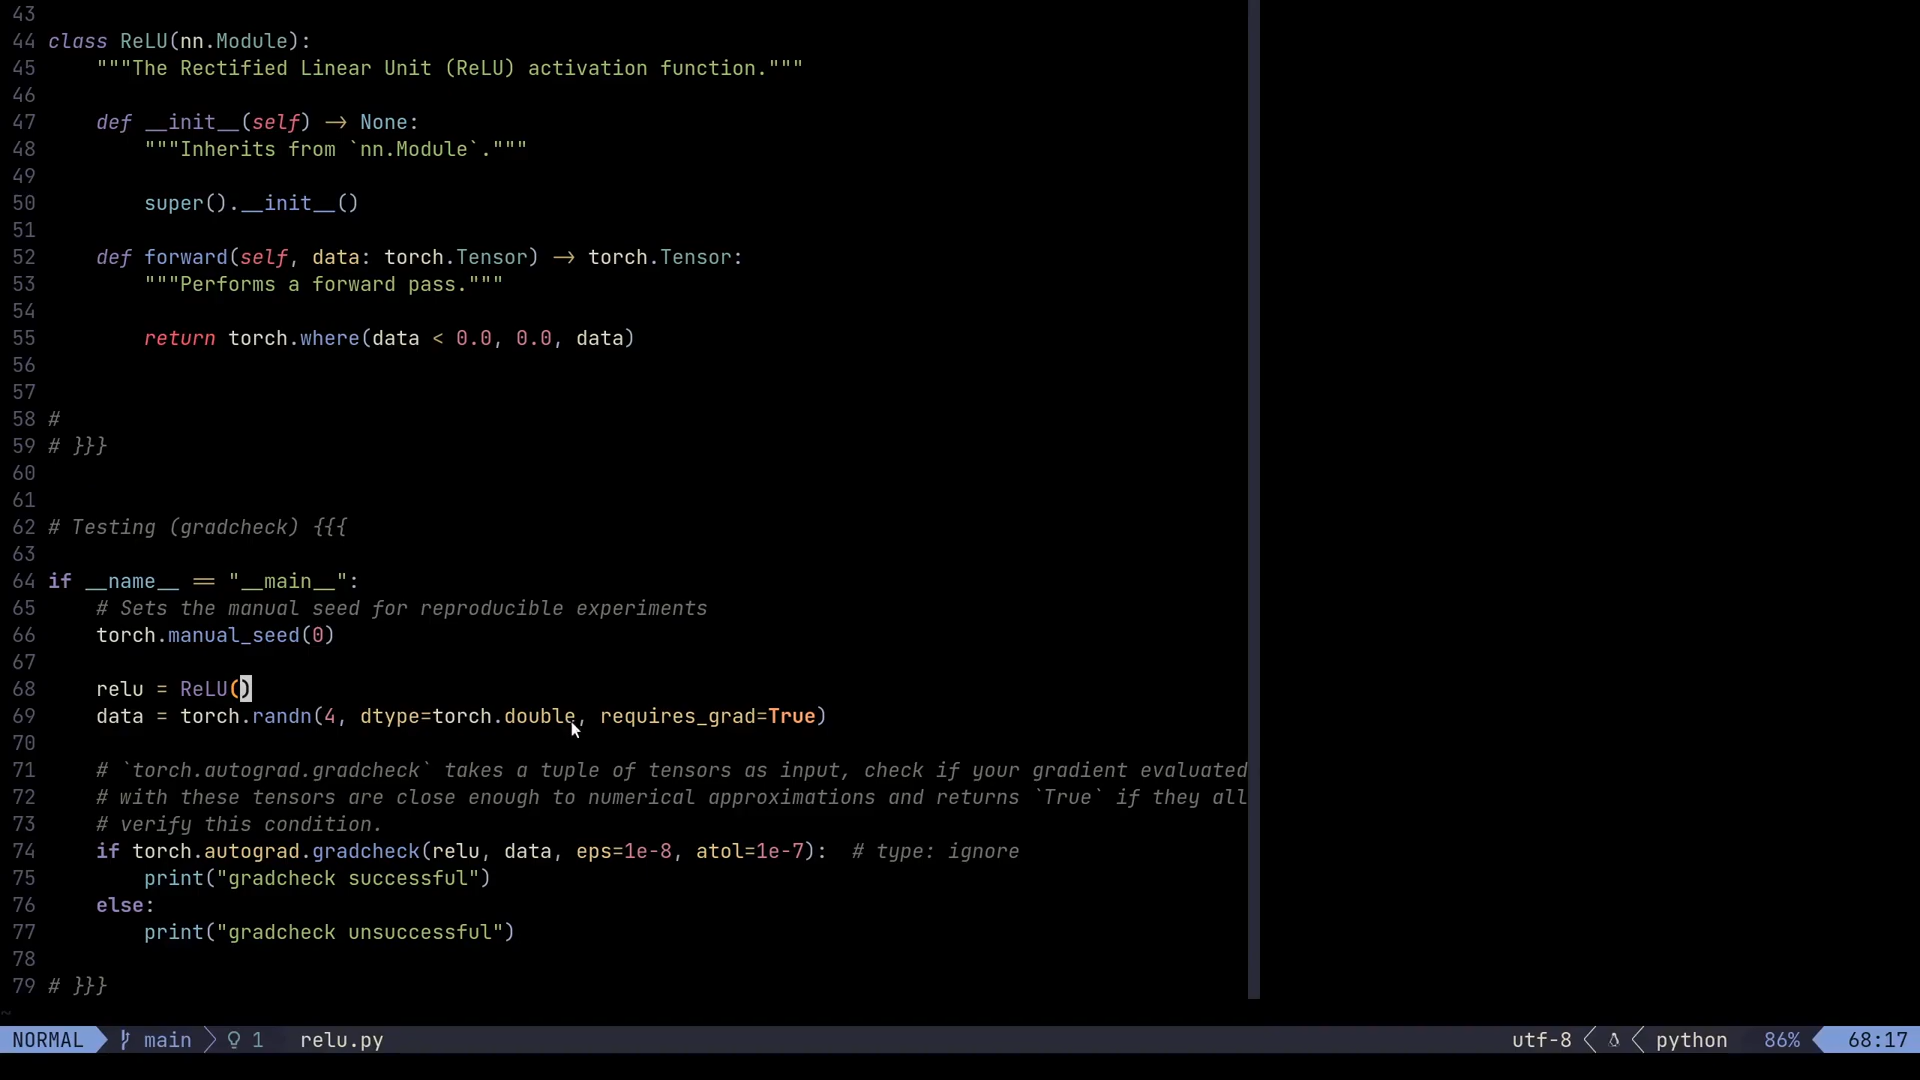 43
44 class ReLU(nn.Module):
45     """The Rectified Linear Unit (ReLU) activation function."""
46
47     def __init__(self) -> None:
48         """Inherits from `nn.Module`."""
49
50         super().__init__()
51
52     def forward(self, data: torch.Tensor) -> torch.Tensor:
53         """Performs a forward pass."""
54
55         return torch.where(data < 0.0, 0.0, data)
56
57
58 #
59 # }}}
60
61
62 # Testing (gradcheck) {{{
63
64 if __name__ == "__main__":
65     # Sets the manual seed for reproducible experiments
66     torch.manual_seed(0)
67
68     relu = ReLU()
69     data = torch.randn(4, dtype=torch.double, requires_grad=True)
70
71     # `torch.autograd.gradcheck` takes a tuple of tensors as input, check if your gradient evaluated
72     # with these tensors are close enough to numerical approximations and returns `True` if they all
73     # verify this condition.
74     if torch.autograd.gradcheck(relu, data, eps=1e-8, atol=1e-7):  # type: ignore
75         print("gradcheck successful")
76     else:
77         print("gradcheck unsuccessful")
78
79 # }}}
~
NORMAL main 1 relu.py utf-8 python 86% 68:17